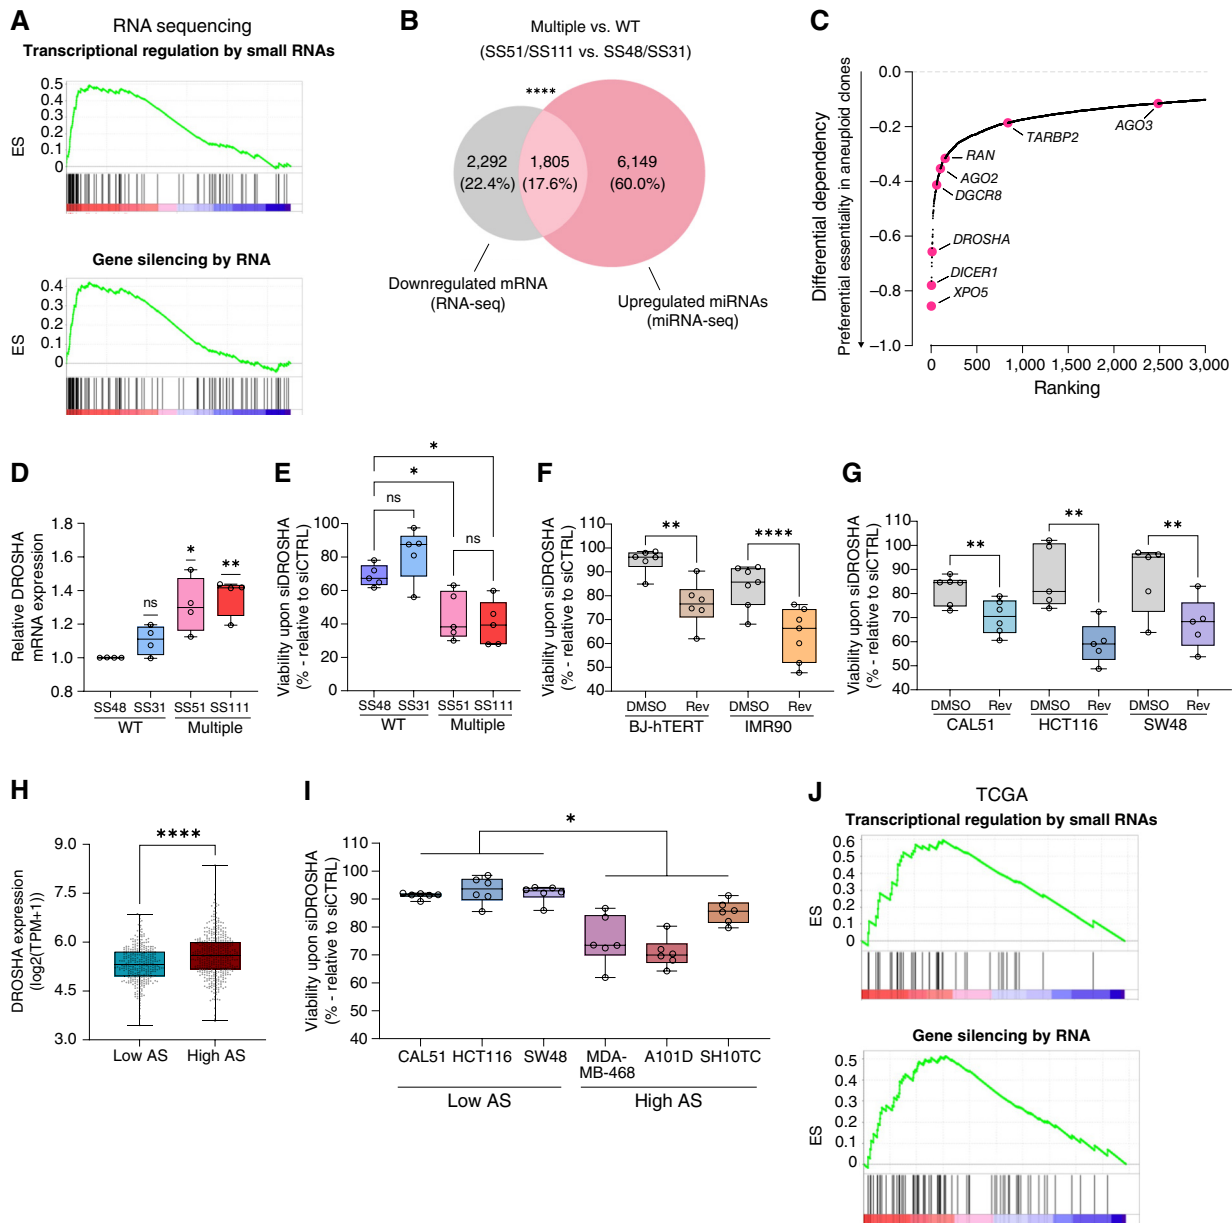 A
RNA sequencing
Transcriptional regulation by small RNAs
0.5
0.4
0.3
0.2
0.1
0
ES
Gene silencing by RNA
0.4
0.3
0.2
0.1
0
ES
B
Multiple vs. WT
(SS51/SS111 vs. SS48/SS31)
****
2,292
(22.4%)
1,805
(17.6%)
6,149
(60.0%)
Downregulated mRNA
(RNA-seq)
Upregulated miRNAs
(miRNA-seq)
C
Differential dependency
Preferential essentiality in aneuploid clones
0.0
−0.2
−0.4
−0.6
−0.8
−1.0
AGO3
TARBP2
RAN
AGO2
DGCR8
DROSHA
DICER1
XPO5
0 500 1,000 1,500 2,000 2,500 3,000
Ranking
D
Relative DROSHA
mRNA expression
1.8
1.6
1.4
1.2
1.0
0.8
ns
*
**
SS48 SS31 SS51 SS111
WT Multiple
E
Viability upon siDROSHA
(% - relative to siCTRL)
100
80
60
40
20
0
*
*
ns
ns
SS48 SS31 SS51 SS111
WT Multiple
F
Viability upon siDROSHA
(% - relative to siCTRL)
110
100
90
80
70
60
50
40
**
****
DMSO Rev DMSO Rev
BJ-hTERT IMR90
G
Viability upon siDROSHA
(% - relative to siCTRL)
110
100
90
80
70
60
50
40
**
**
**
DMSO Rev DMSO Rev DMSO Rev
CAL51 HCT116 SW48
H
DROSHA expression
(log2(TPM+1))
9.0
7.5
6.0
4.5
3.0
****
Low AS High AS
I
Viability upon siDROSHA
(% - relative to siCTRL)
110
100
90
80
70
60
50
40
*
CAL51 HCT116 SW48 MDA-MB-468 A101D SH10TC
Low AS High AS
J
TCGA
Transcriptional regulation by small RNAs
0.6
0.5
0.4
0.3
0.2
0.1
0
ES
Gene silencing by RNA
0.5
0.4
0.3
0.2
0.1
0
ES